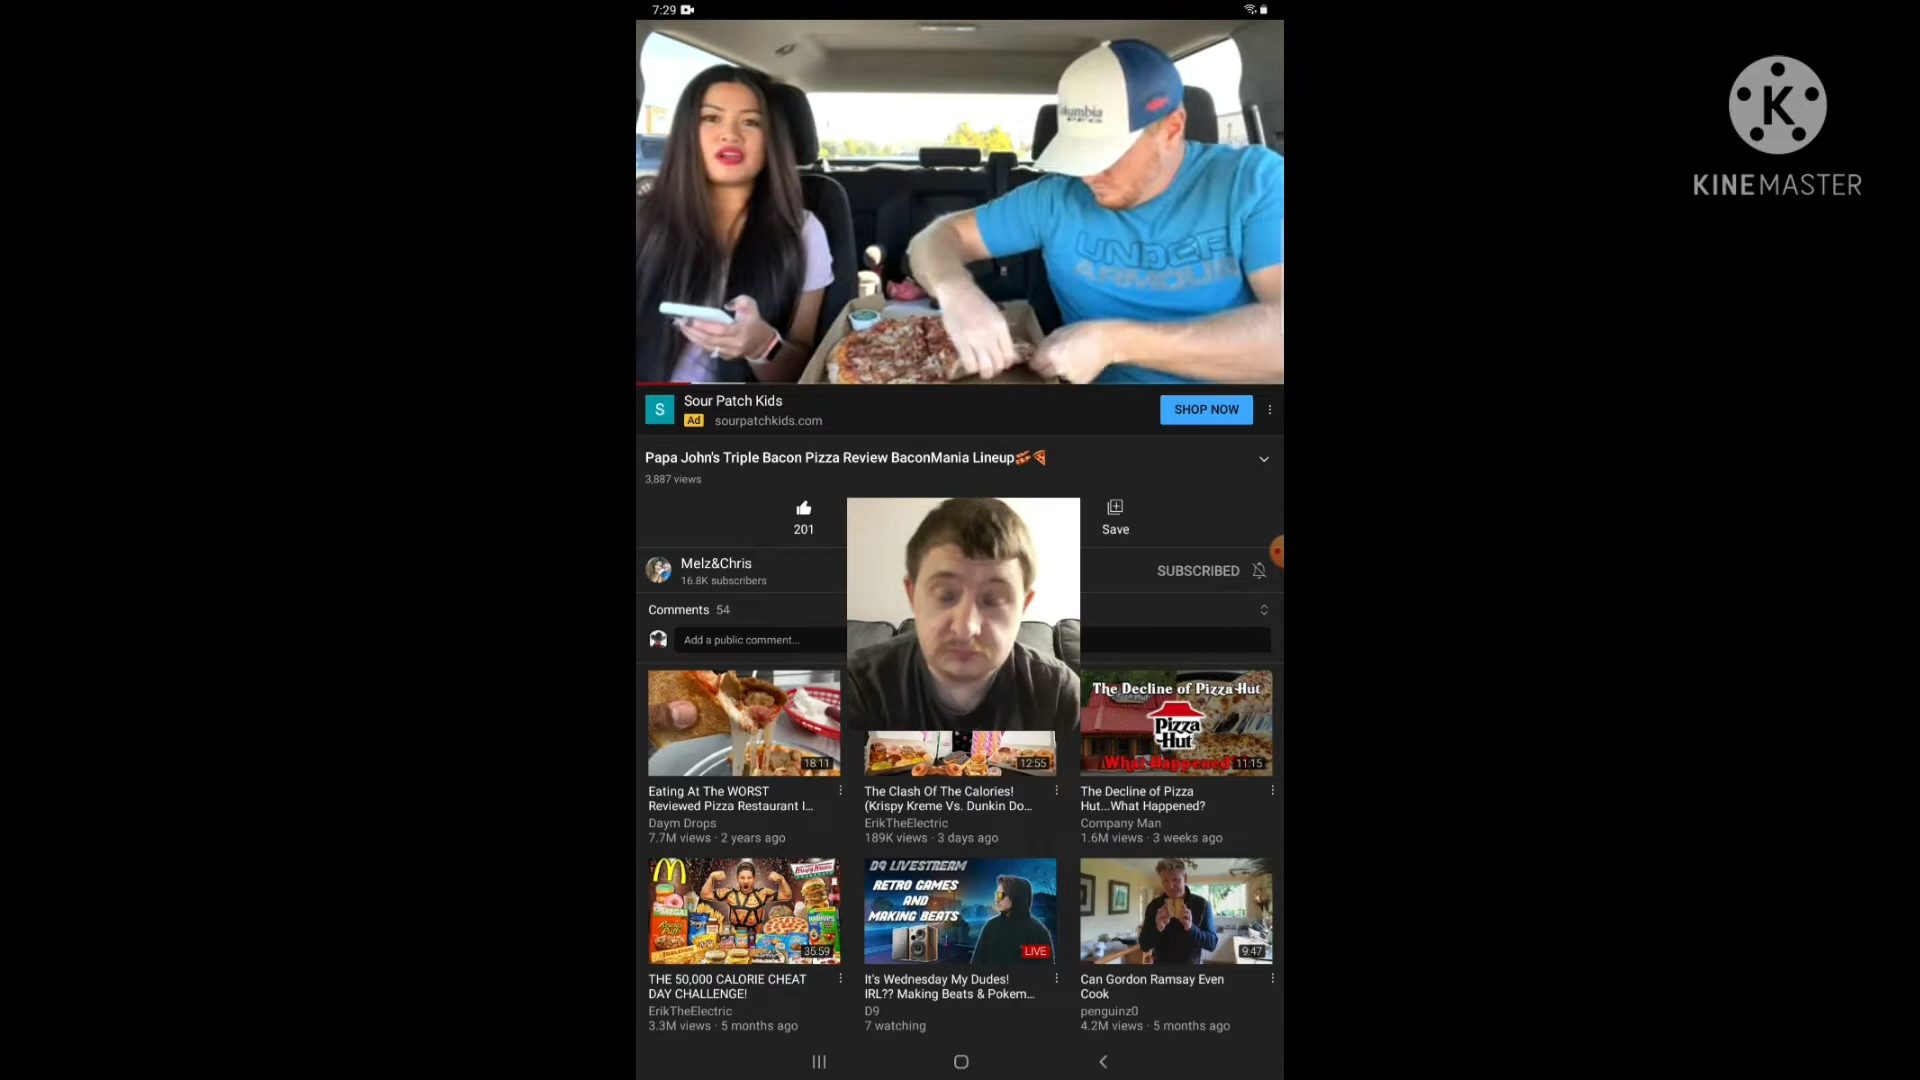 7:29
KINEMASTER
Columbia
PFG
UNDER
ARMOUR
S
Sour Patch Kids
Ad sourpatchkids.com
SHOP NOW
Papa John's Triple Bacon Pizza Review BaconMania Lineup🥓🍕
3,887 views
201
Save
Melz&Chris
16.8K subscribers
SUBSCRIBED
Comments 54
Add a public comment...
18:11
12:55
The Decline of Pizza Hut
Pizza
Hut
What Happened?
11:15
Eating At The WORST
Reviewed Pizza Restaurant I...
Daym Drops
7.7M views · 2 years ago
The Clash Of The Calories!
(Krispy Kreme Vs. Dunkin Do...
ErikTheElectric
189K views · 3 days ago
The Decline of Pizza
Hut...What Happened?
Company Man
1.6M views · 3 weeks ago
35:59
D9 LIVESTREAM
RETRO GAMES
AND
MAKING BEATS
LIVE
9:47
THE 50,000 CALORIE CHEAT
DAY CHALLENGE!
ErikTheElectric
3.3M views · 5 months ago
It's Wednesday My Dudes!
IRL?? Making Beats & Pokem...
D9
7 watching
Can Gordon Ramsay Even
Cook
penguinz0
4.2M views · 5 months ago